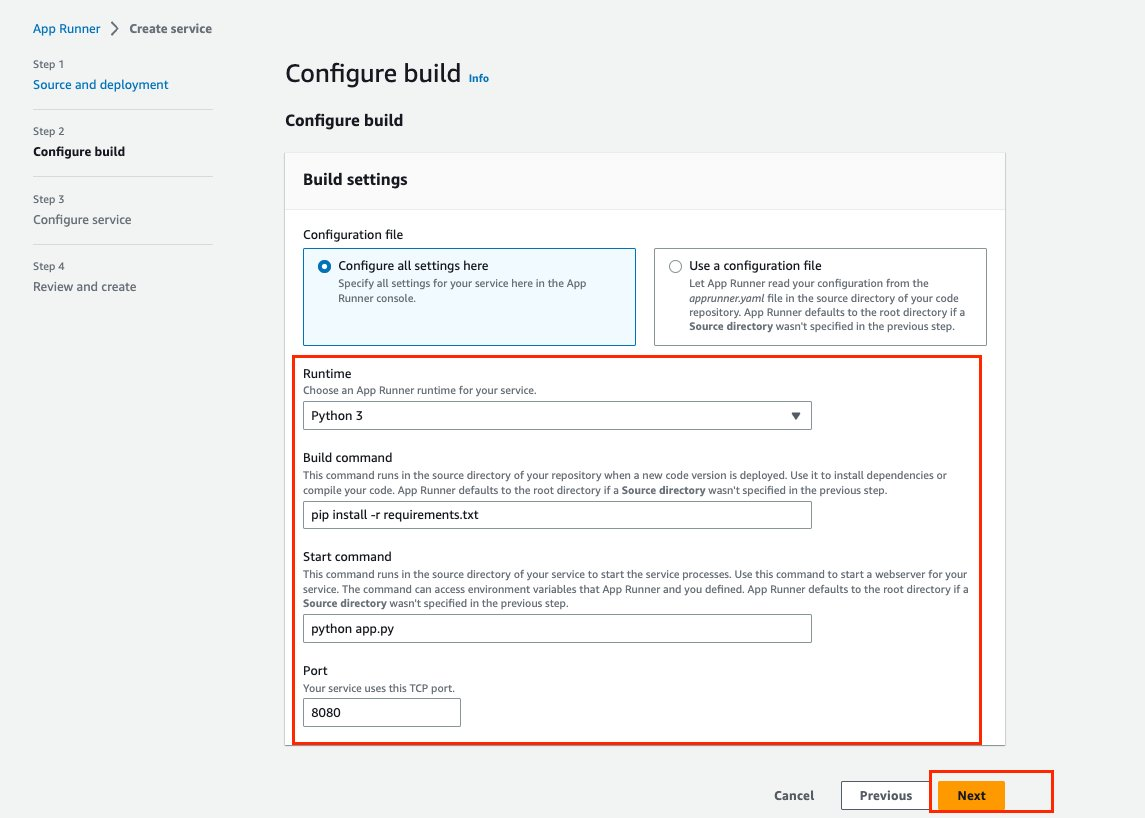 App Runner > Create service
Step 1
Source and deployment
Step 2
Configure build
Step 3
Configure service
Step 4
Review and create
Configure build Info
Configure build
Build settings
Configuration file
Configure all settings here
Specify all settings for your service here in the App
Runner console.
Use a configuration file
Let App Runner read your configuration from the
apprunner.yaml file in the source directory of your code
repository. App Runner defaults to the root directory if a
Source directory wasn't specified in the previous step.
Runtime
Choose an App Runner runtime for your service.
Python 3
Build command
This command runs in the source directory of your repository when a new code version is deployed. Use it to install dependencies or
compile your code. App Runner defaults to the root directory if a Source directory wasn't specified in the previous step.
pip install -r requirements.txt
Start command
This command runs in the source directory of your service to start the service processes. Use this command to start a webserver for your
service. The command can access environment variables that App Runner and you defined. App Runner defaults to the root directory if a
Source directory wasn't specified in the previous step.
python app.py
Port
Your service uses this TCP port.
8080
Cancel Previous Next